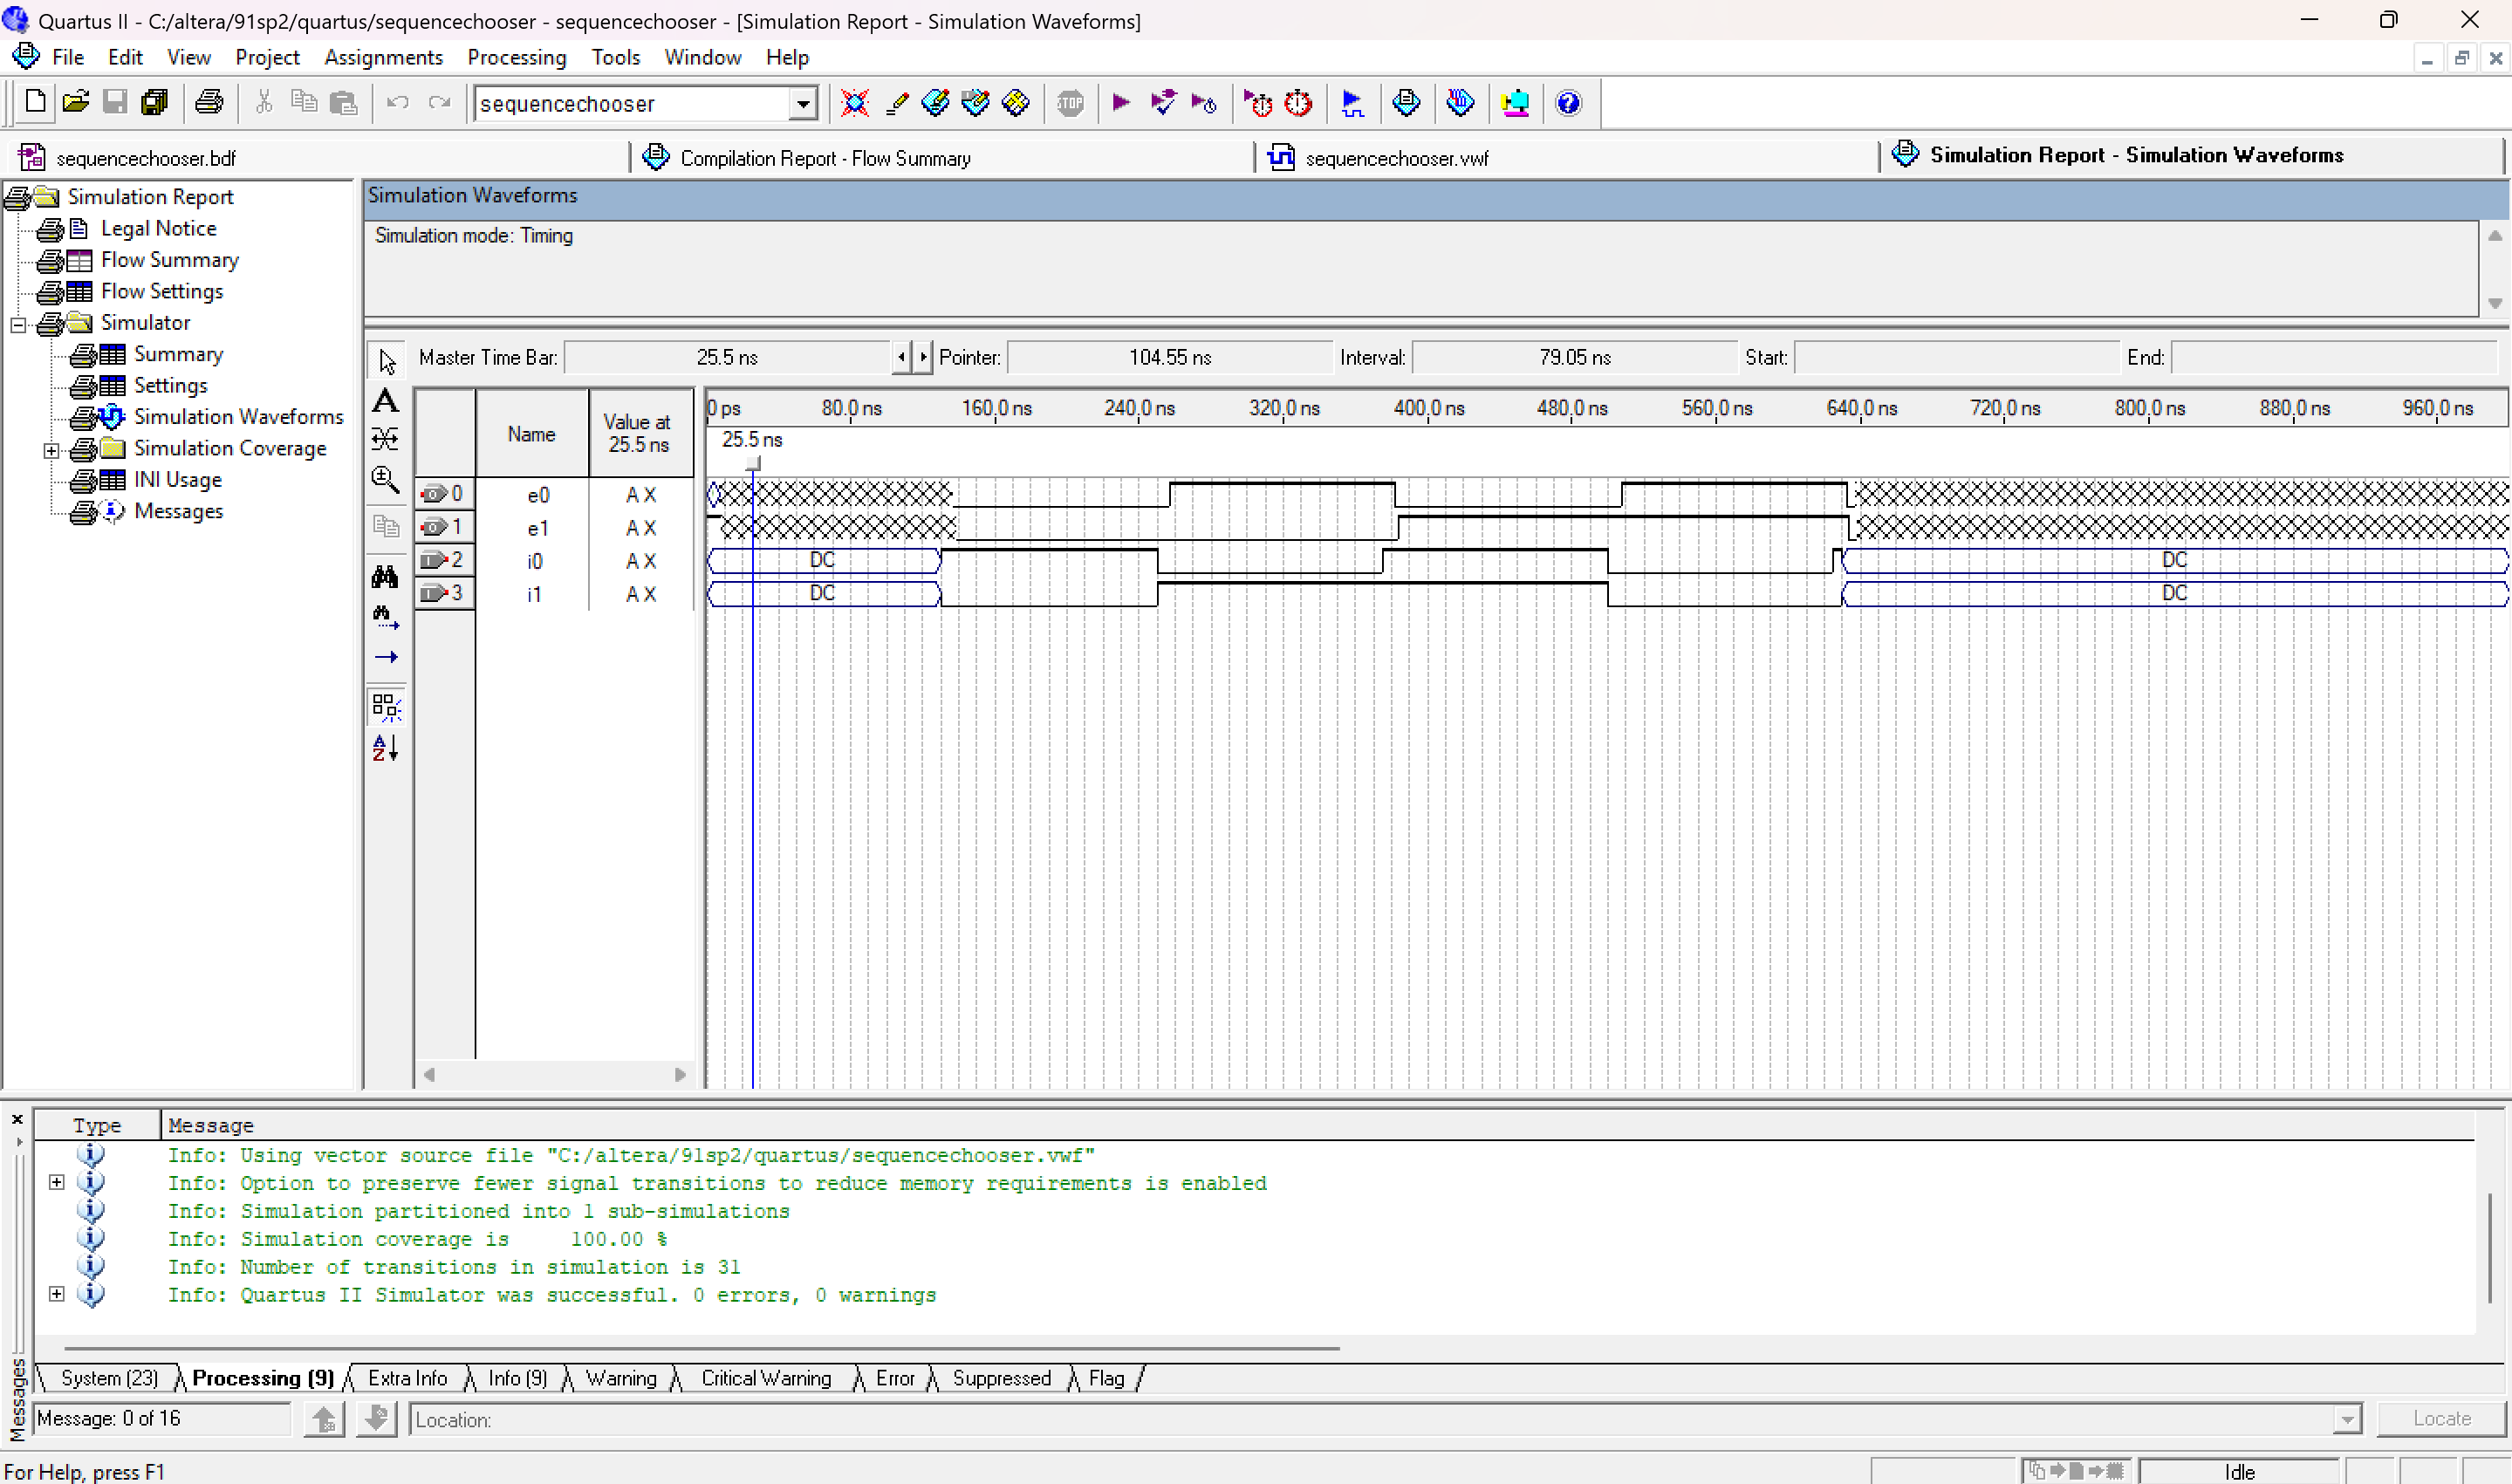 Quartus II - C:/altera/91sp2/quartus/sequencechooser - sequencechooser - [Simulation Report - Simulation Waveforms]
File Edit View Project Assignments Processing Tools Window Help
sequencechooser
STOP
sequencechooser.bdf Compilation Report - Flow Summary sequencechooser.vwf Simulation Report - Simulation Waveforms
Simulation Report
Legal Notice
Flow Summary
Flow Settings
Simulator
Summary
Settings
Simulation Waveforms
Simulation Coverage
INI Usage
Messages
Simulation Waveforms
Simulation mode: Timing
Master Time Bar: 25.5 ns Pointer: 104.55 ns Interval: 79.05 ns Start: End:
Name Value at 25.5 ns
0 ps 80.0 ns 160.0 ns 240.0 ns 320.0 ns 400.0 ns 480.0 ns 560.0 ns 640.0 ns 720.0 ns 800.0 ns 880.0 ns 960.0 ns
25.5 ns
0 e0 A X
1 e1 A X
2 i0 A X DC DC
3 i1 A X DC DC
Type Message
Info: Using vector source file "C:/altera/91sp2/quartus/sequencechooser.vwf"
Info: Option to preserve fewer signal transitions to reduce memory requirements is enabled
Info: Simulation partitioned into 1 sub-simulations
Info: Simulation coverage is 100.00 %
Info: Number of transitions in simulation is 31
Info: Quartus II Simulator was successful. 0 errors, 0 warnings
System (23) Processing (9) Extra Info Info (9) Warning Critical Warning Error Suppressed Flag
Messages
Message: 0 of 16 Location: Locate
For Help, press F1 Idle